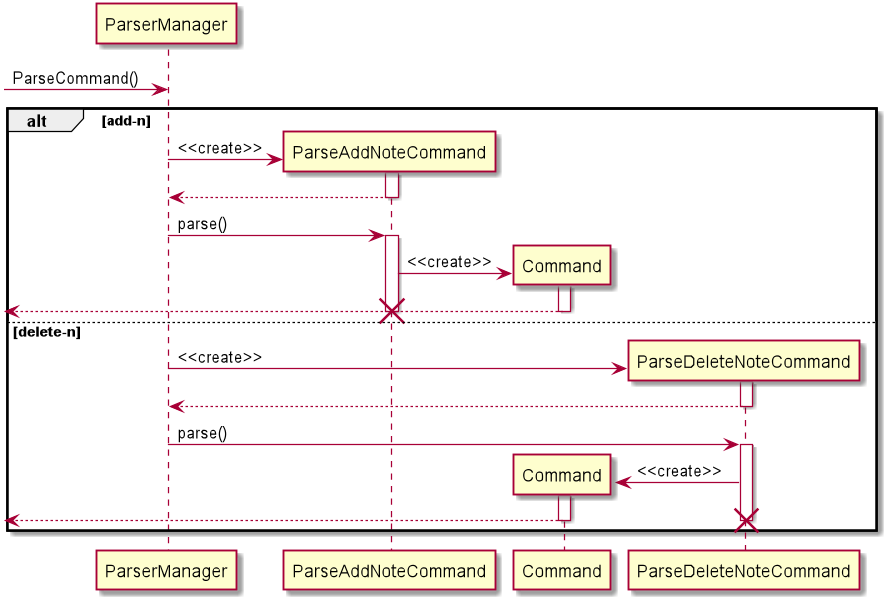 ParserManager
ParseCommand()
alt [add-n]
<<create>> ParseAddNoteCommand
parse()
<<create>> Command
[delete-n]
<<create>> ParseDeleteNoteCommand
parse()
Command <<create>>
ParserManager ParseAddNoteCommand Command ParseDeleteNoteCommand